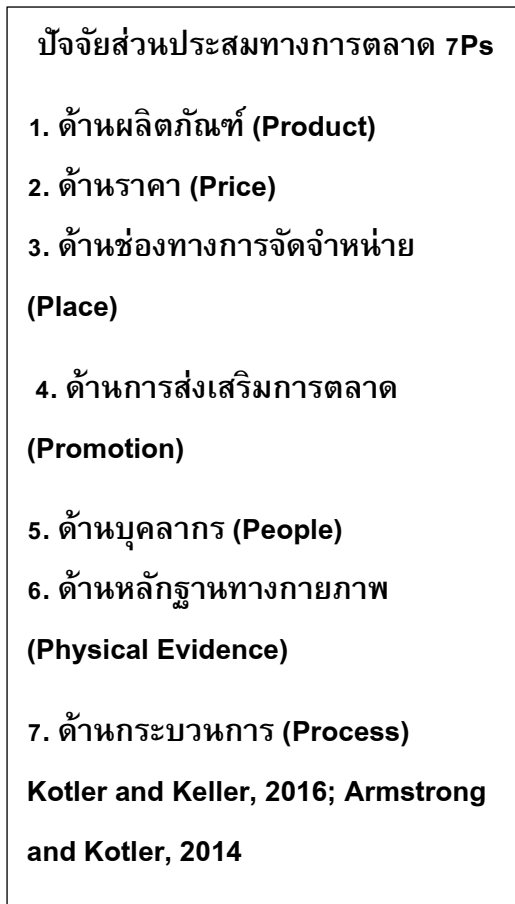 ปัจจัยส่วนประสมทางการตลาด 7Ps
1. ด้านผลิตภัณฑ์ (Product)
2. ด้านราคา (Price)
3. ด้านช่องทางการจัดจำหน่าย
(Place)
4. ด้านการส่งเสริมการตลาด
(Promotion)
5. ด้านบุคลากร (People)
6. ด้านหลักฐานทางกายภาพ
(Physical Evidence)
7. ด้านกระบวนการ (Process)
Kotler and Keller, 2016; Armstrong
and Kotler, 2014